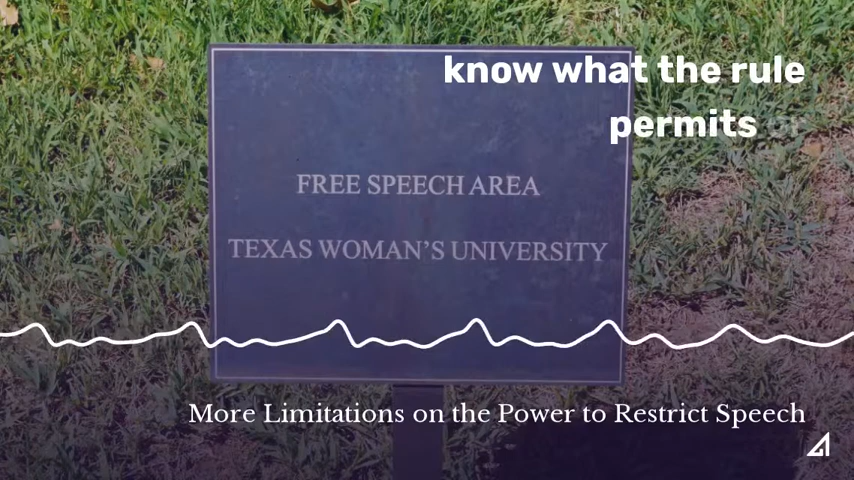 know what the rule
permits or
FREE SPEECH AREA
TEXAS WOMAN'S UNIVERSITY
More Limitations on the Power to Restrict Speech